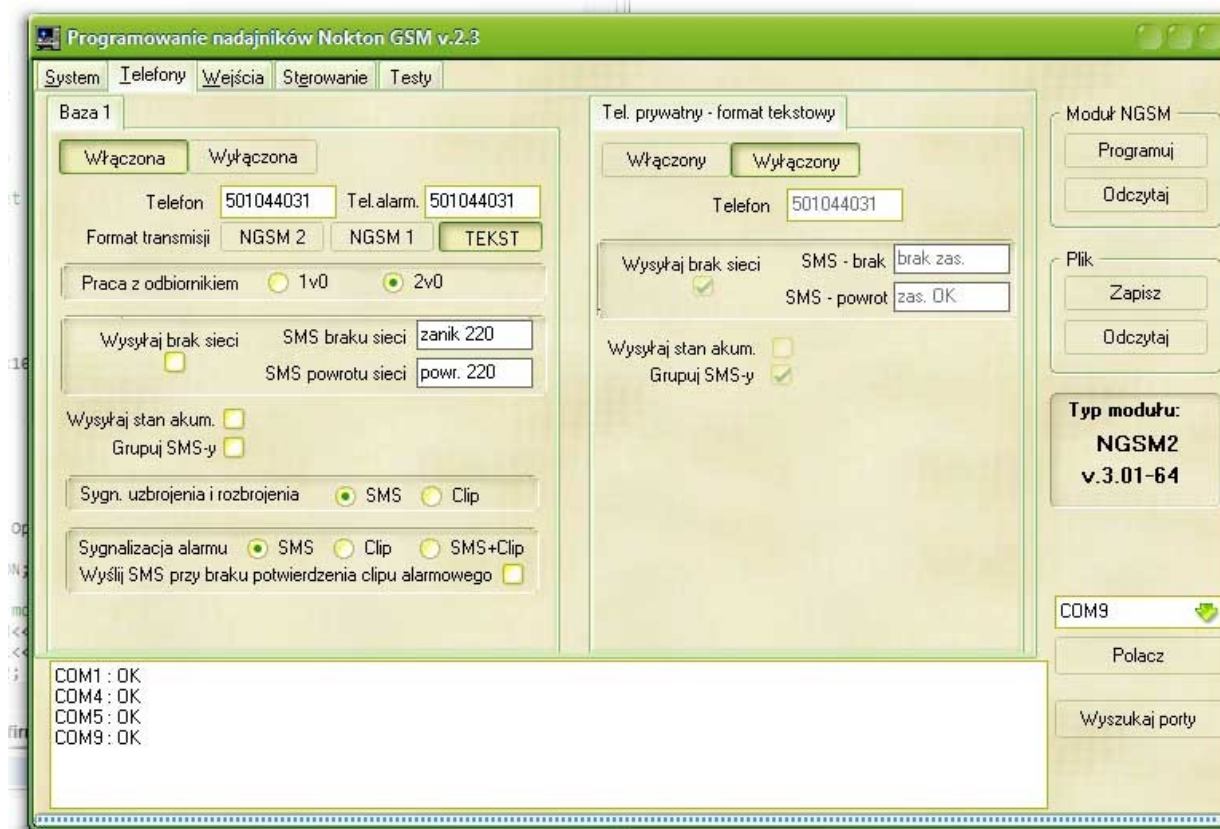 Programowanie nadajników Nokton GSM v.2.3
System Telefony Wejścia Sterowanie Testy
Baza 1
Włączona Wyłączona
Telefon 501044031 Tel.alarm. 501044031
Format transmisji NGSM 2 NGSM 1 TEKST
Praca z odbiornikiem 1v0 2v0
Wysyłaj brak sieci SMS braku sieci zanik 220
SMS powrotu sieci powr. 220
Wysyłaj stan akum.
Grupuj SMS-y
Sygn. uzbrojenia i rozbrojenia SMS Clip
Sygnalizacja alarmu SMS Clip SMS+Clip
Wyślij SMS przy braku potwierdzenia clipu alarmowego
Tel. prywatny - format tekstowy
Włączony Wyłączony
Telefon 501044031
Wysyłaj brak sieci SMS - brak brak zas.
SMS - powrot zas. OK
Wysyłaj stan akum.
Grupuj SMS-y
Moduł NGSM
Programuj
Odczytaj
Plik
Zapisz
Odczytaj
Typ modułu:
NGSM2
v.3.01-64
COM9
Polacz
Wyszukaj porty
COM1 : OK
COM4 : OK
COM5 : OK
COM9 : OK